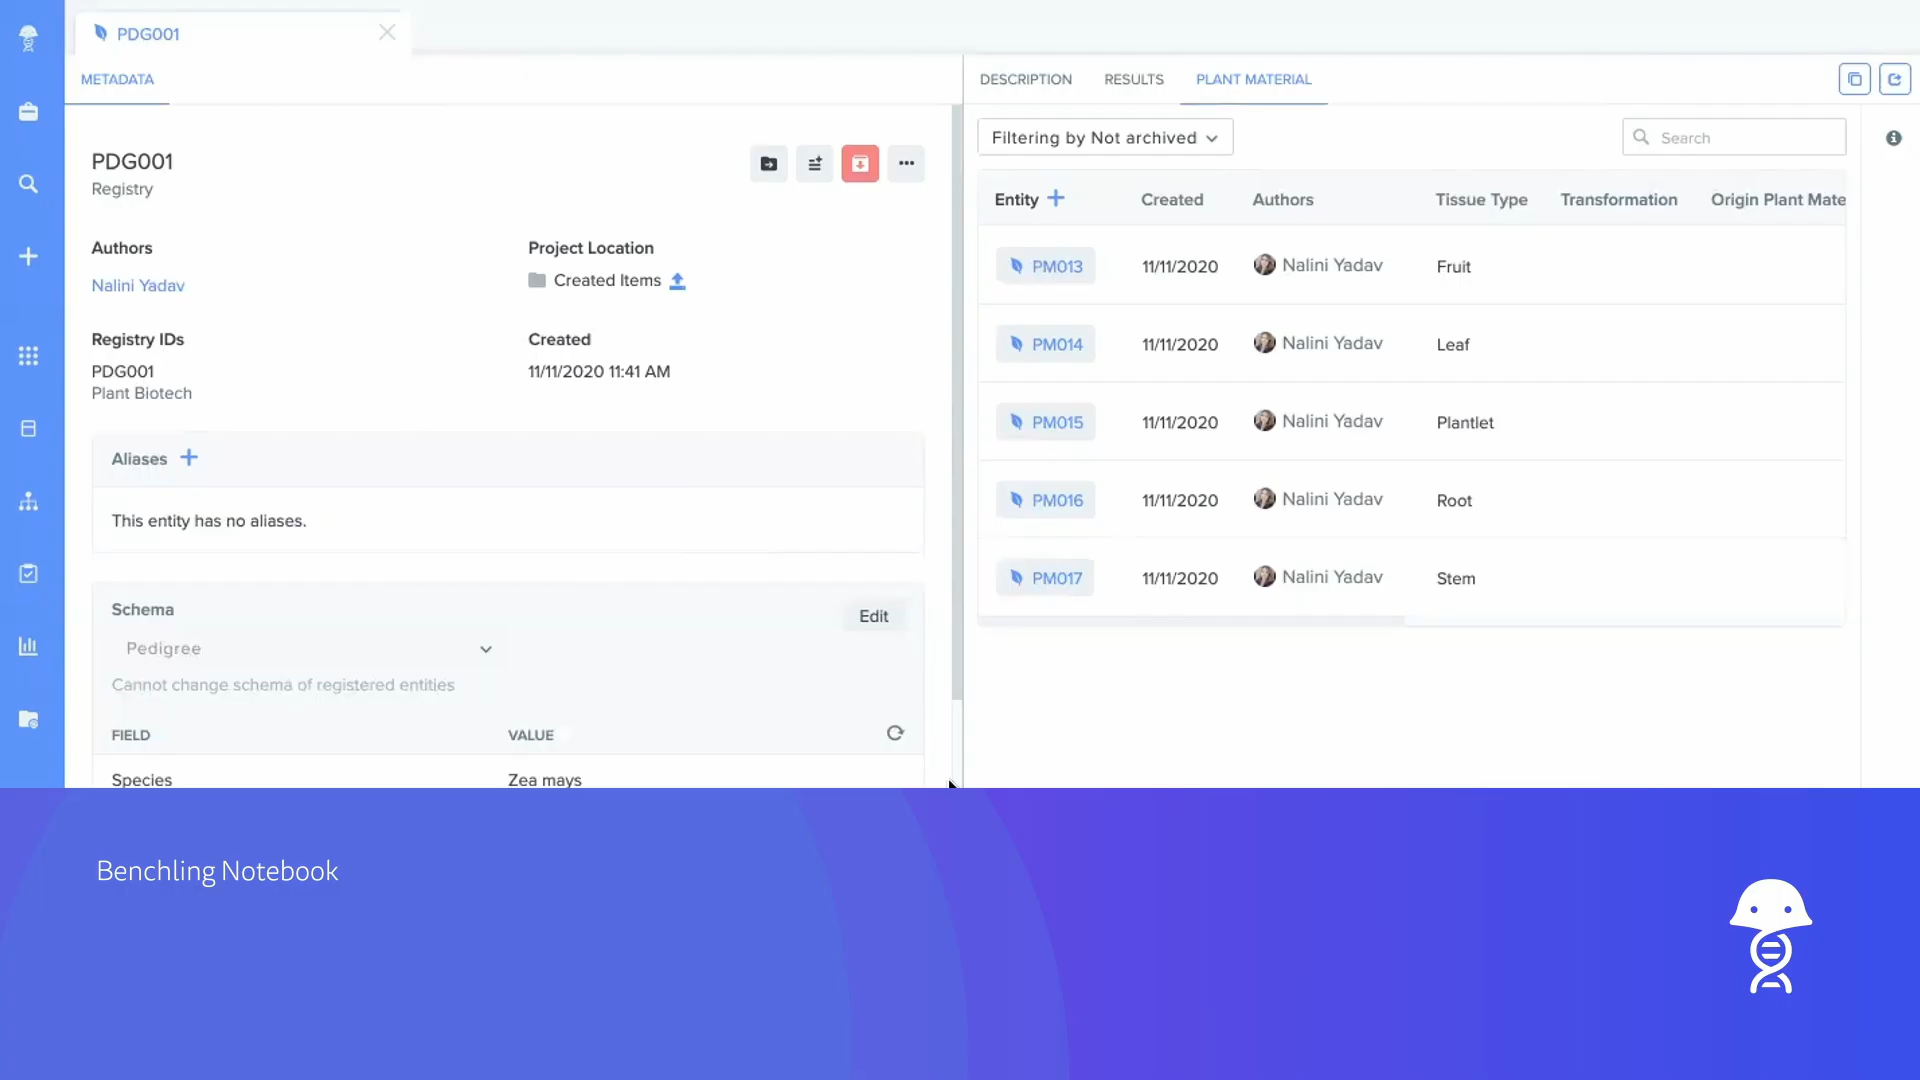 PDG001
METADATA
PDG001
Registry
Authors
Nalini Yadav
Project Location
Created Items
Registry IDs
PDG001
Plant Biotech
Created
11/11/2020 11:41 AM
Aliases
This entity has no aliases.
Schema
Edit
Pedigree
Cannot change schema of registered entities
FIELD VALUE
Species Zea mays
DESCRIPTION RESULTS PLANT MATERIAL
Filtering by Not archived
Search
Entity Created Authors Tissue Type Transformation Origin Plant Mate
PM013 11/11/2020 Nalini Yadav Fruit
PM014 11/11/2020 Nalini Yadav Leaf
PM015 11/11/2020 Nalini Yadav Plantlet
PM016 11/11/2020 Nalini Yadav Root
PM017 11/11/2020 Nalini Yadav Stem
Benchling Notebook